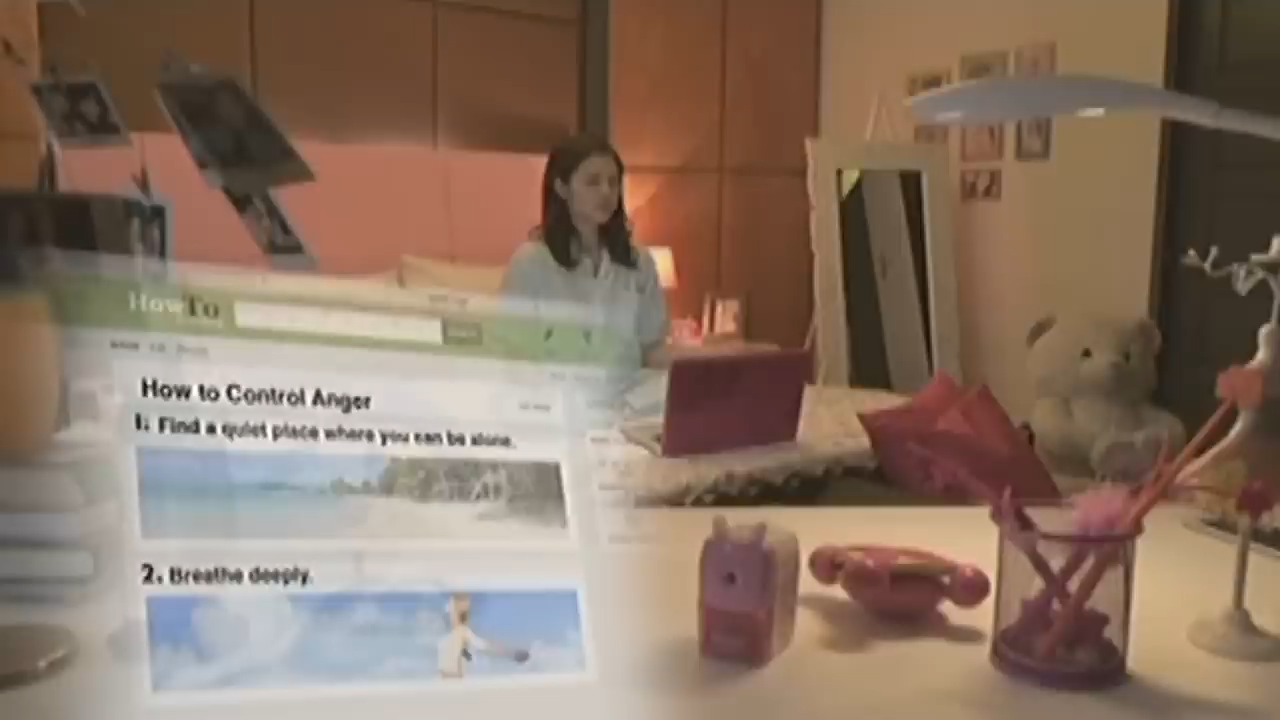 HowTo
How to Control Anger
1. Find a quiet place where you can be alone.
2. Breathe deeply.